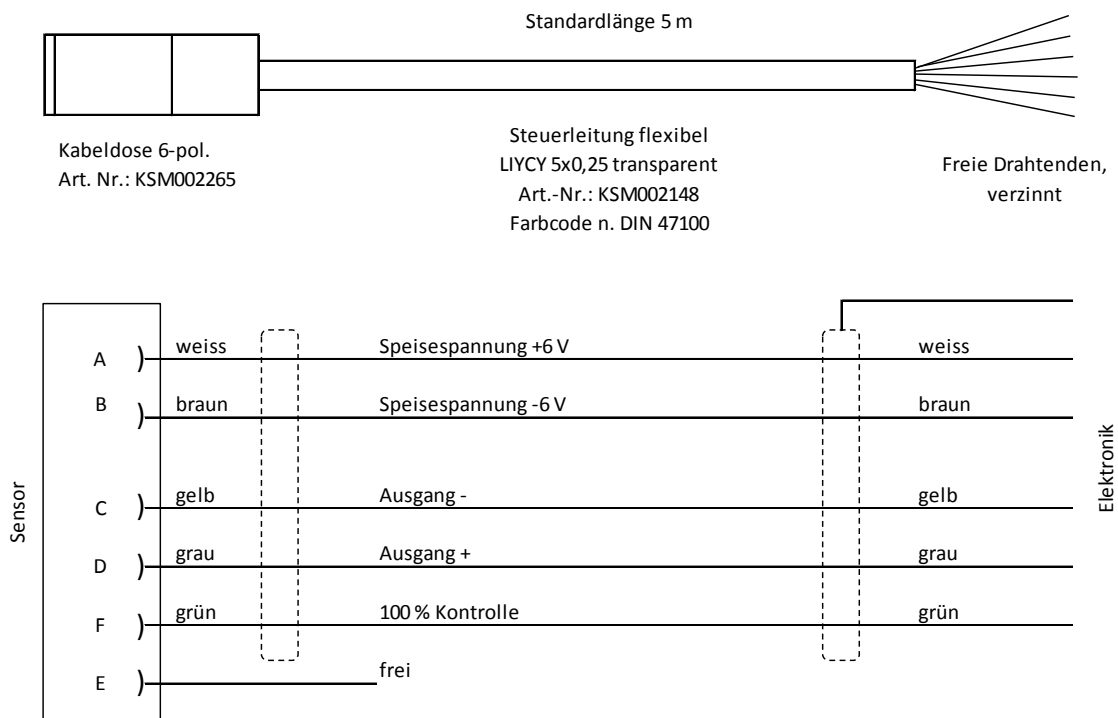 Standardlänge 5 m
Kabeldose 6-pol.
Art. Nr.: KSM002265
Steuerleitung flexibel
LIYCY 5x0,25 transparent
Art.-Nr.: KSM002148
Farbcode n. DIN 47100
Freie Drahtenden,
verzinnt
Sensor
Elektronik
A weiss Speisespannung +6 V weiss
B braun Speisespannung -6 V braun
C gelb Ausgang - gelb
D grau Ausgang + grau
F grün 100 % Kontrolle grün
E frei